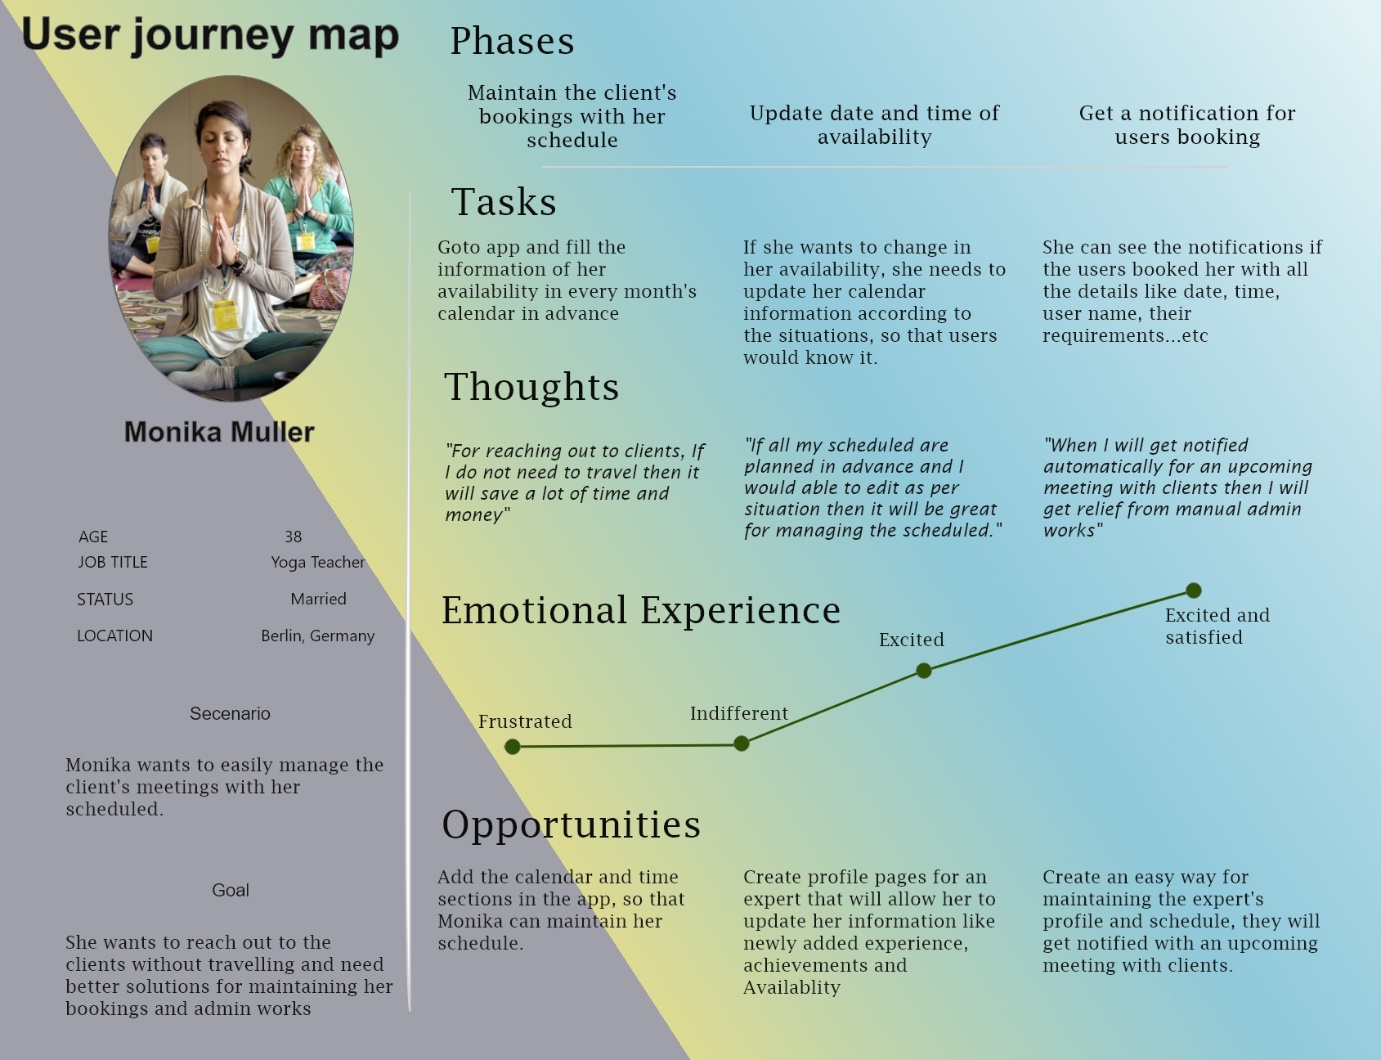 User journey map
Monika Muller
AGE 38
JOB TITLE Yoga Teacher
STATUS Married
LOCATION Berlin, Germany
Secenario
Monika wants to easily manage the
client's meetings with her
scheduled.
Goal
She wants to reach out to the
clients without travelling and need
better solutions for maintaining her
bookings and admin works
Phases
Maintain the client's
bookings with her
schedule
Update date and time of
availability
Get a notification for
users booking
Tasks
Goto app and fill the
information of her
availability in every month's
calendar in advance
If she wants to change in
her availability, she needs to
update her calendar
information according to
the situations, so that users
would know it.
She can see the notifications if
the users booked her with all
the details like date, time,
user name, their
requirements...etc
Thoughts
"For reaching out to clients, If
I do not need to travel then it
will save a lot of time and
money"
"If all my scheduled are
planned in advance and I
would able to edit as per
situation then it will be great
for managing the scheduled."
"When I will get notified
automatically for an upcoming
meeting with clients then I will
get relief from manual admin
works"
Emotional Experience
Frustrated
Indifferent
Excited
Excited and
satisfied
Opportunities
Add the calendar and time
sections in the app, so that
Monika can maintain her
schedule.
Create profile pages for an
expert that will allow her to
update her information like
newly added experience,
achievements and
Availablity
Create an easy way for
maintaining the expert's
profile and schedule, they will
get notified with an upcoming
meeting with clients.